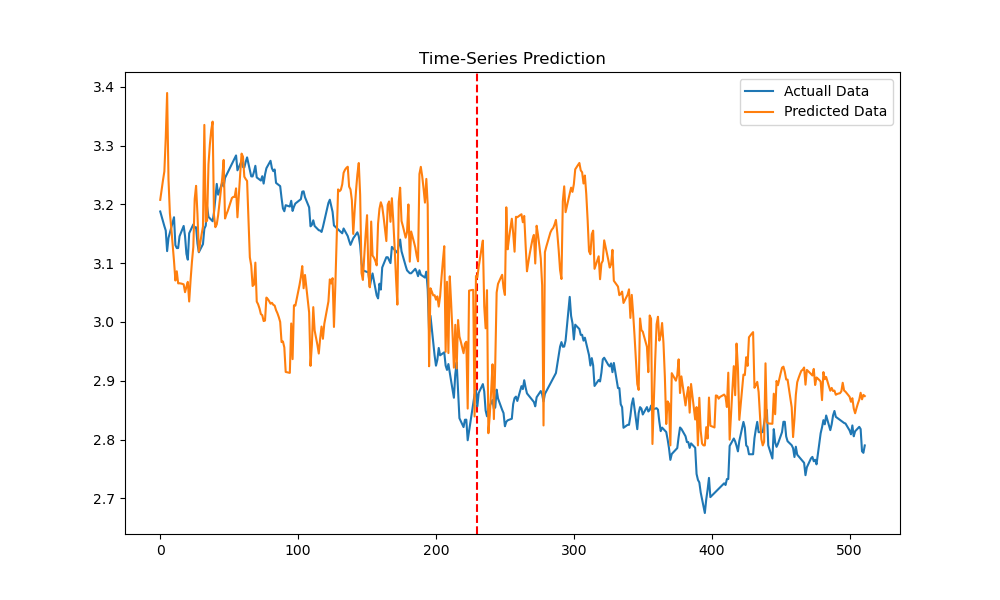 Time-Series Prediction
Actuall Data
Predicted Data
3.4
3.3
3.2
3.1
3.0
2.9
2.8
2.7
0 100 200 300 400 500